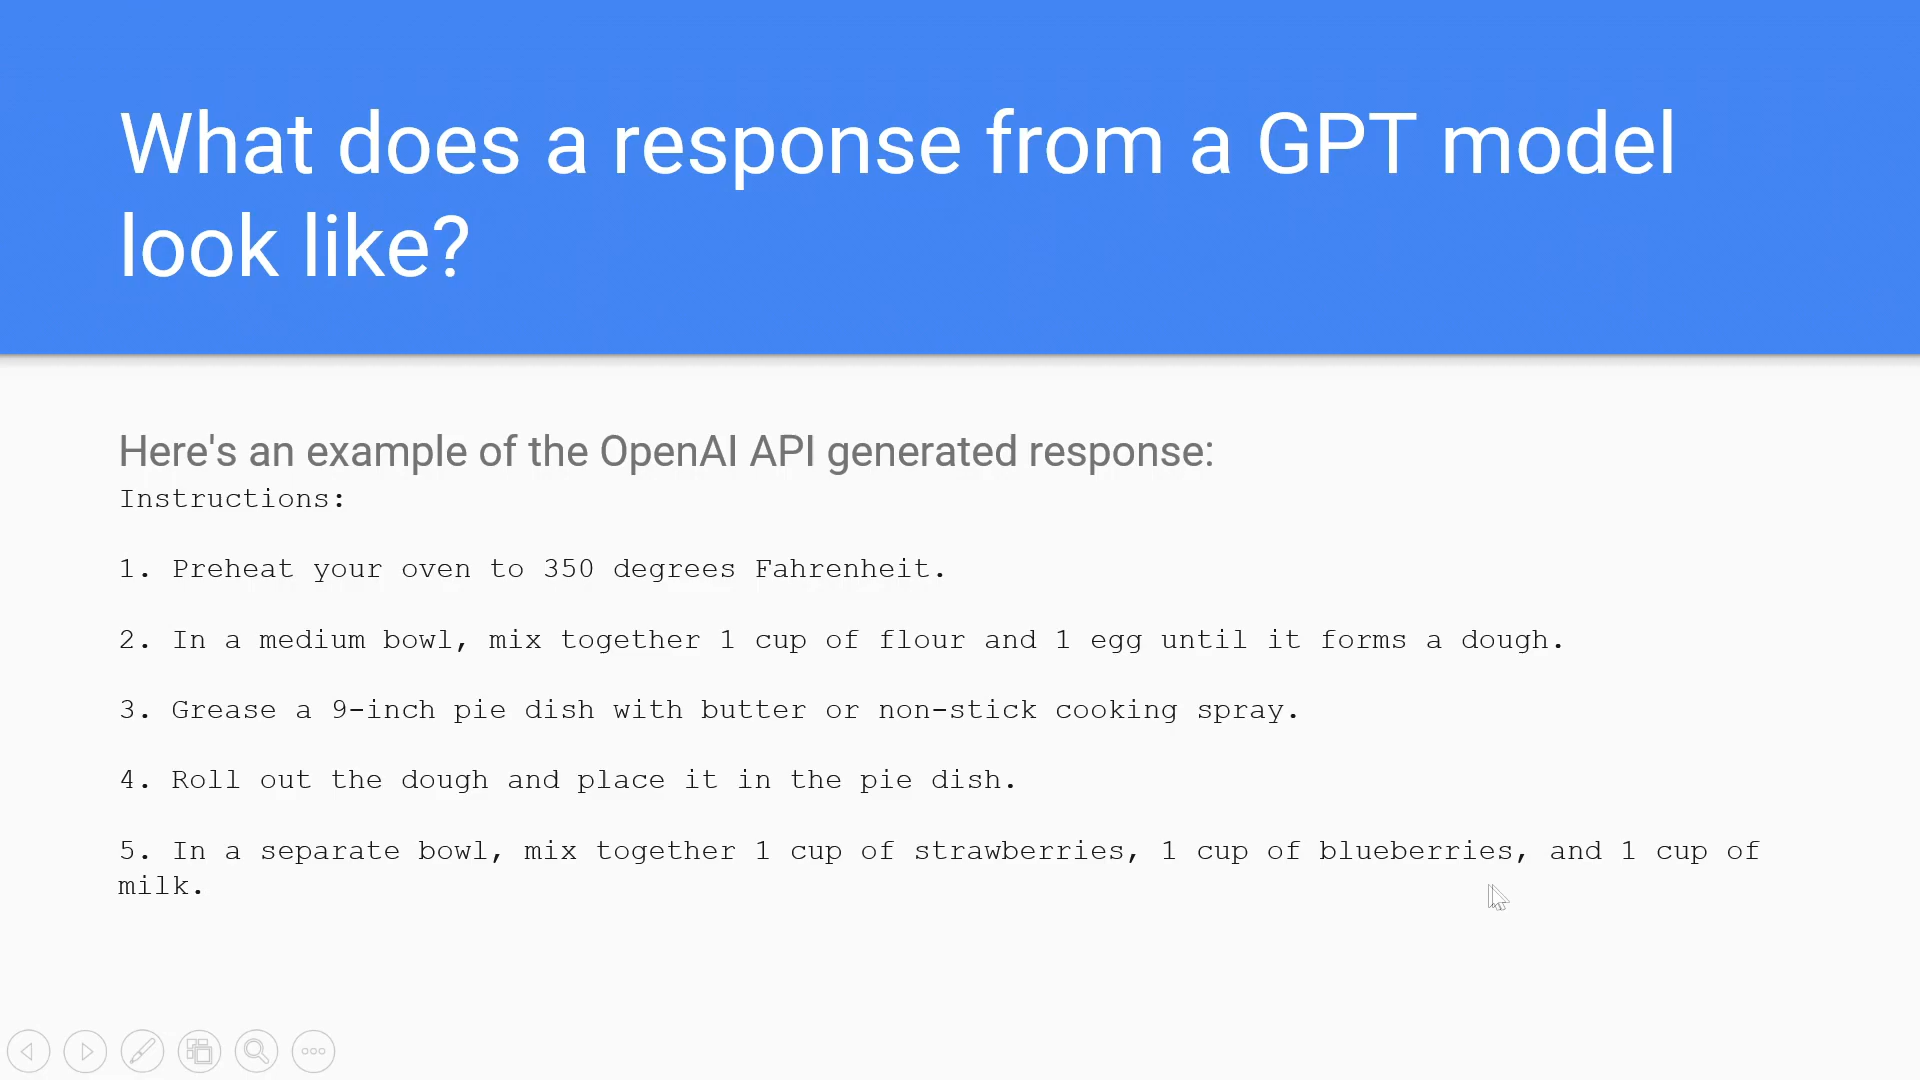 What does a response from a GPT model
look like?
Here's an example of the OpenAI API generated response:
Instructions:
1. Preheat your oven to 350 degrees Fahrenheit.
2. In a medium bowl, mix together 1 cup of flour and 1 egg until it forms a dough.
3. Grease a 9-inch pie dish with butter or non-stick cooking spray.
4. Roll out the dough and place it in the pie dish.
5. In a separate bowl, mix together 1 cup of strawberries, 1 cup of blueberries, and 1 cup of
milk.